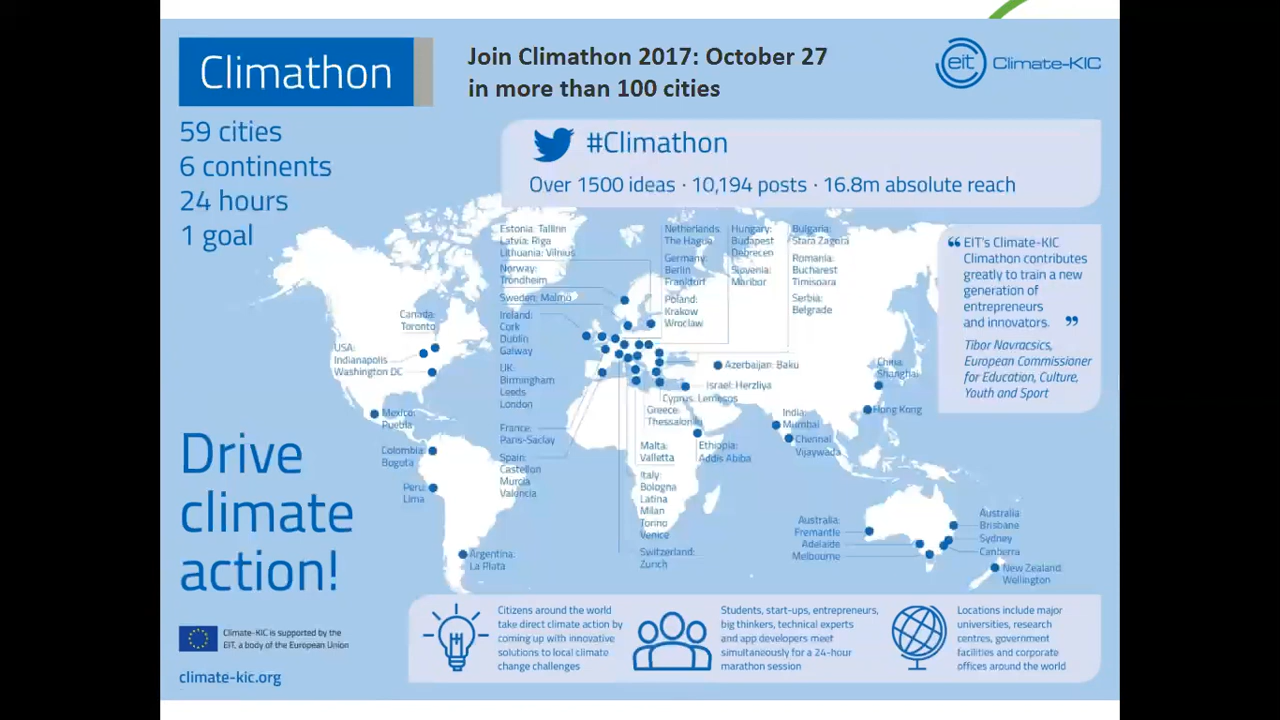 Climathon
Join Climathon 2017: October 27
in more than 100 cities
eit Climate-KIC
59 cities
6 continents
24 hours
1 goal
#Climathon
Over 1500 ideas · 10,194 posts · 16.8m absolute reach
Estonia: Tallinn
Latvia: Riga
Lithuania: Vilnius
Norway:
Trondheim
Sweden: Malmo
Ireland:
Cork
Dublin
Galway
UK:
Birmingham
Leeds
London
France:
Paris-Saclay
Spain:
Castellon
Murcia
Valencia
Netherlands:
The Hague
Germany:
Berlin
Frankfurt
Poland:
Krakow
Wroclaw
Hungary:
Budapest
Debrecen
Slovenia:
Maribor
Bulgaria:
Stara Zagora
Romania:
Bucharest
Timisoara
Serbia:
Belgrade
Canada:
Toronto
USA:
Indianapolis
Washington DC
Mexico:
Puebla
Colombia:
Bogota
Peru:
Lima
Argentina:
La Plata
Azerbaijan: Baku
Israel: Herzliya
Cyprus: Lemesos
Greece:
Thessaloniki
Malta:
Valletta
Ethiopia:
Addis Abiba
Italy:
Bologna
Latina
Milan
Torino
Venice
Switzerland:
Zurich
China:
Shanghai
Hong Kong
India:
Mumbai
Chennai
Vijaywada
Australia:
Fremantle
Adelaide
Melbourne
Australia
Brisbane
Sydney
Canberra
New Zealand:
Wellington
“ EIT's Climate-KIC
Climathon contributes
greatly to train a new
generation of
entrepreneurs
and innovators. ”
Tibor Navracsics,
European Commissioner
for Education, Culture,
Youth and Sport
Drive
climate
action!
Climate-KIC is supported by the
EIT, a body of the European Union
climate-kic.org
Citizens around the world
take direct climate action by
coming up with innovative
solutions to local climate
change challenges
Students, start-ups, entrepreneurs,
big thinkers, technical experts
and app developers meet
simultaneously for a 24-hour
marathon session
Locations include major
universities, research
centres, government
facilities and corporate
offices around the world